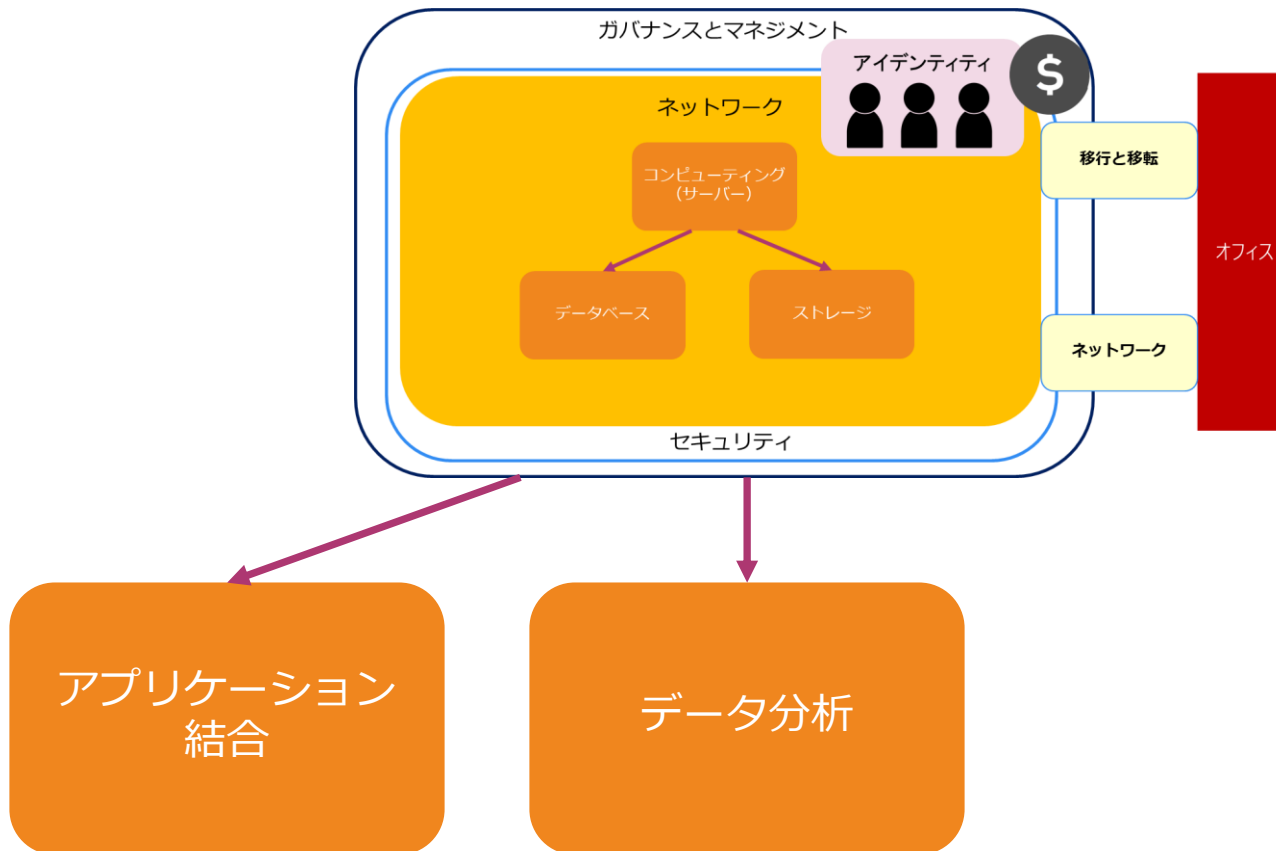 ガバナンスとマネジメント
アイデンティティ
$
ネットワーク
コンピューティング
（サーバー）
データベース
ストレージ
セキュリティ
移行と移転
ネットワーク
オフィス
アプリケーション
結合
データ分析